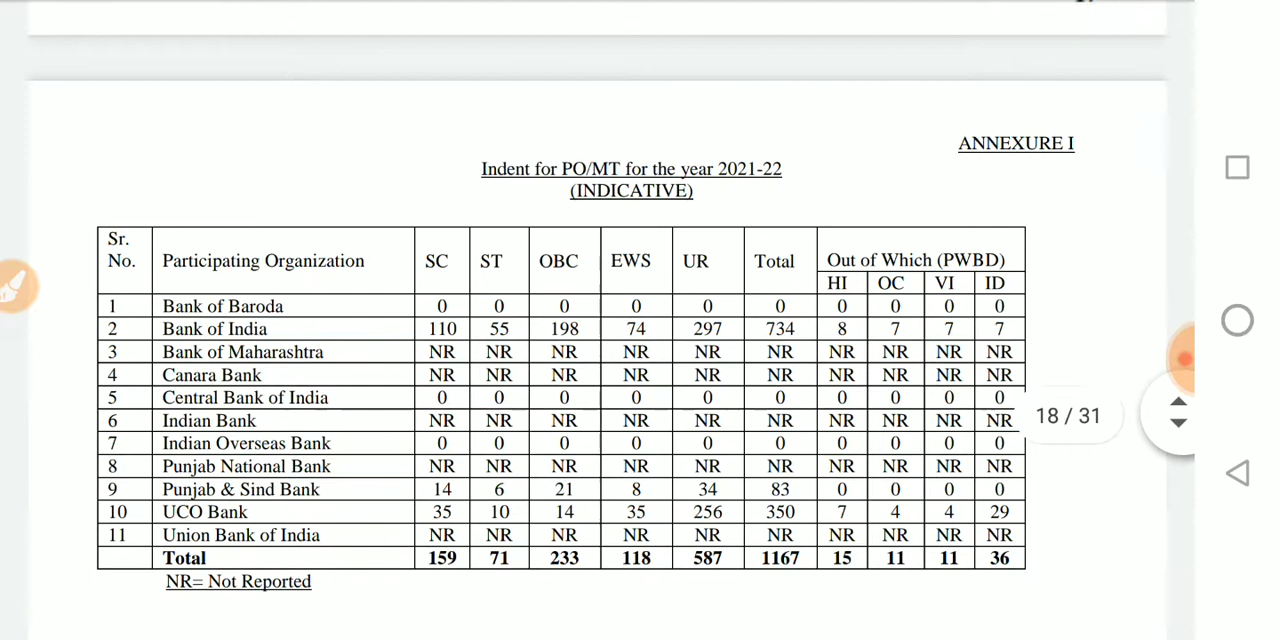 ANNEXURE I
Indent for PO/MT for the year 2021-22
(INDICATIVE)
Sr. No. Participating Organization SC ST OBC EWS UR Total Out of Which (PWBD)
HI OC VI ID
1 Bank of Baroda 0 0 0 0 0 0 0 0 0 0
2 Bank of India 110 55 198 74 297 734 8 7 7 7
3 Bank of Maharashtra NR NR NR NR NR NR NR NR NR NR
4 Canara Bank NR NR NR NR NR NR NR NR NR NR
5 Central Bank of India 0 0 0 0 0 0 0 0 0 0
6 Indian Bank NR NR NR NR NR NR NR NR NR NR
18 / 31
7 Indian Overseas Bank 0 0 0 0 0 0 0 0 0 0
8 Punjab National Bank NR NR NR NR NR NR NR NR NR NR
9 Punjab & Sind Bank 14 6 21 8 34 83 0 0 0 0
10 UCO Bank 35 10 14 35 256 350 7 4 4 29
11 Union Bank of India NR NR NR NR NR NR NR NR NR NR
Total 159 71 233 118 587 1167 15 11 11 36
NR= Not Reported